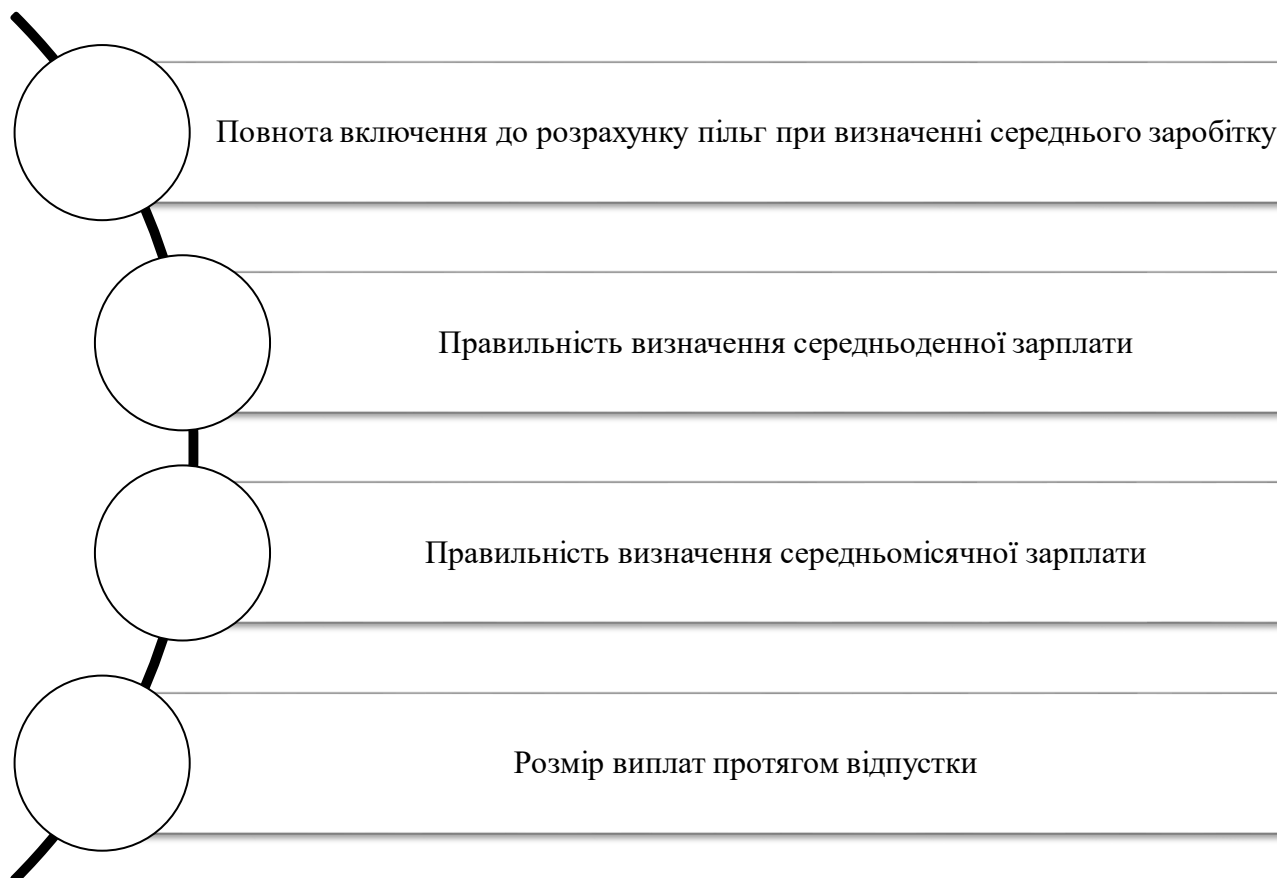 Повнота включення до розрахунку пільг при визначенні середнього заробітку
Правильність визначення середньоденної зарплати
Правильність визначення середньомісячної зарплати
Розмір виплат протягом відпустки